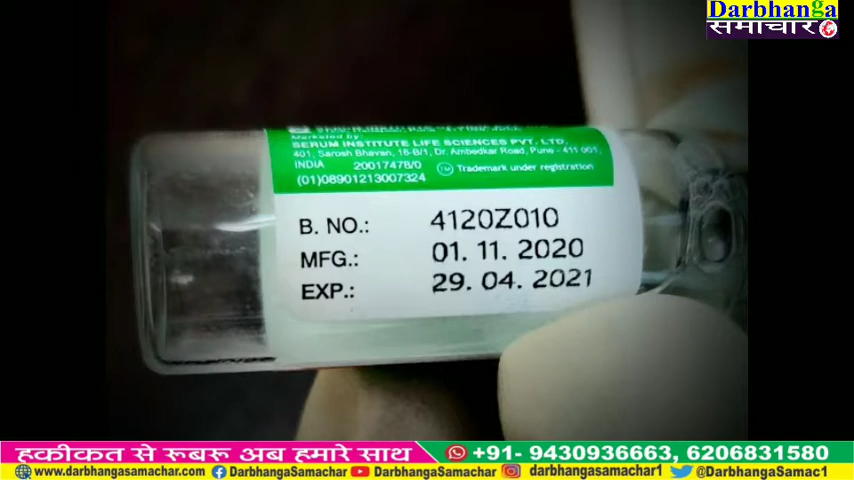 Darbhanga
समाचार
Marketed by:
SERUM INSTITUTE LIFE SCIENCES PVT. LTD.
401, Sarosh Bhavan, 16-B/1, Dr. Ambedkar Road, Pune - 411 001,
INDIA 20017478/0 TM Trademark under registration
(01)08901213007324
B. NO.: 4120Z010
MFG.: 01. 11. 2020
EXP.: 29. 04. 2021
हकीकत से रूबरू अब हमारे साथ +91- 9430936663, 6206831580
www.darbhangasamachar.com DarbhangaSamachar DarbhangaSamachar darbhangasamachar1 @DarbhangaSamac1